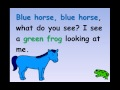 Blue horse, blue horse,
what do you see? I see
a green frog looking at
me.